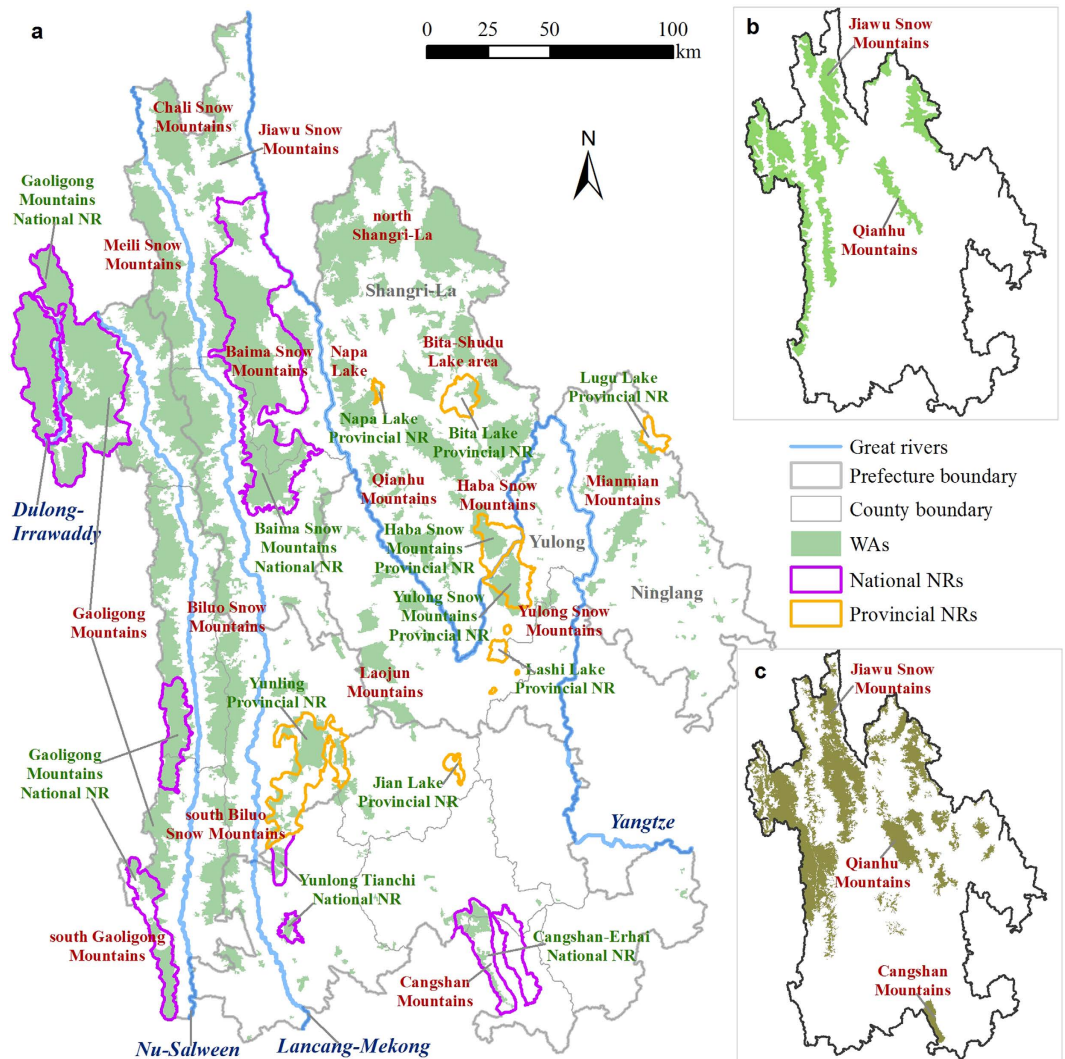 a
0 25 50 100
km
N
Chali Snow
Mountains
Jiawu Snow
Mountains
Gaoligong
Mountains
National NR
north
Shangri-La
Meili Snow
Mountains
Shangri-La
Baima Snow
Mountains
Napa
Lake
Bita-Shudu
Lake area
Lugu Lake
Provincial NR
Napa Lake
Provincial NR
Bita Lake
Provincial NR
Qianhu
Mountains
Haba Snow
Mountains
Mianmian
Mountains
Dulong-
Irrawaddy
Baima Snow
Mountains
National NR
Haba Snow
Mountains
Provincial NR
Yulong
Ninglang
Yulong Snow
Mountains
Provincial NR
Gaoligong
Mountains
Biluo Snow
Mountains
Yulong Snow
Mountains
Laojun
Mountains
Lashi Lake
Provincial NR
Yunling
Provincial NR
Gaoligong
Mountains
National NR
Jian Lake
Provincial NR
south Biluo
Snow Mountains
Yangtze
Yunlong Tianchi
National NR
south Gaoligong
Mountains
Cangshan-Erhai
National NR
Cangshan
Mountains
Nu-Salween
Lancang-Mekong
b
Jiawu Snow
Mountains
Qianhu
Mountains
Great rivers
Prefecture boundary
County boundary
WAs
National NRs
Provincial NRs
c
Jiawu Snow
Mountains
Qianhu
Mountains
Cangshan
Mountains